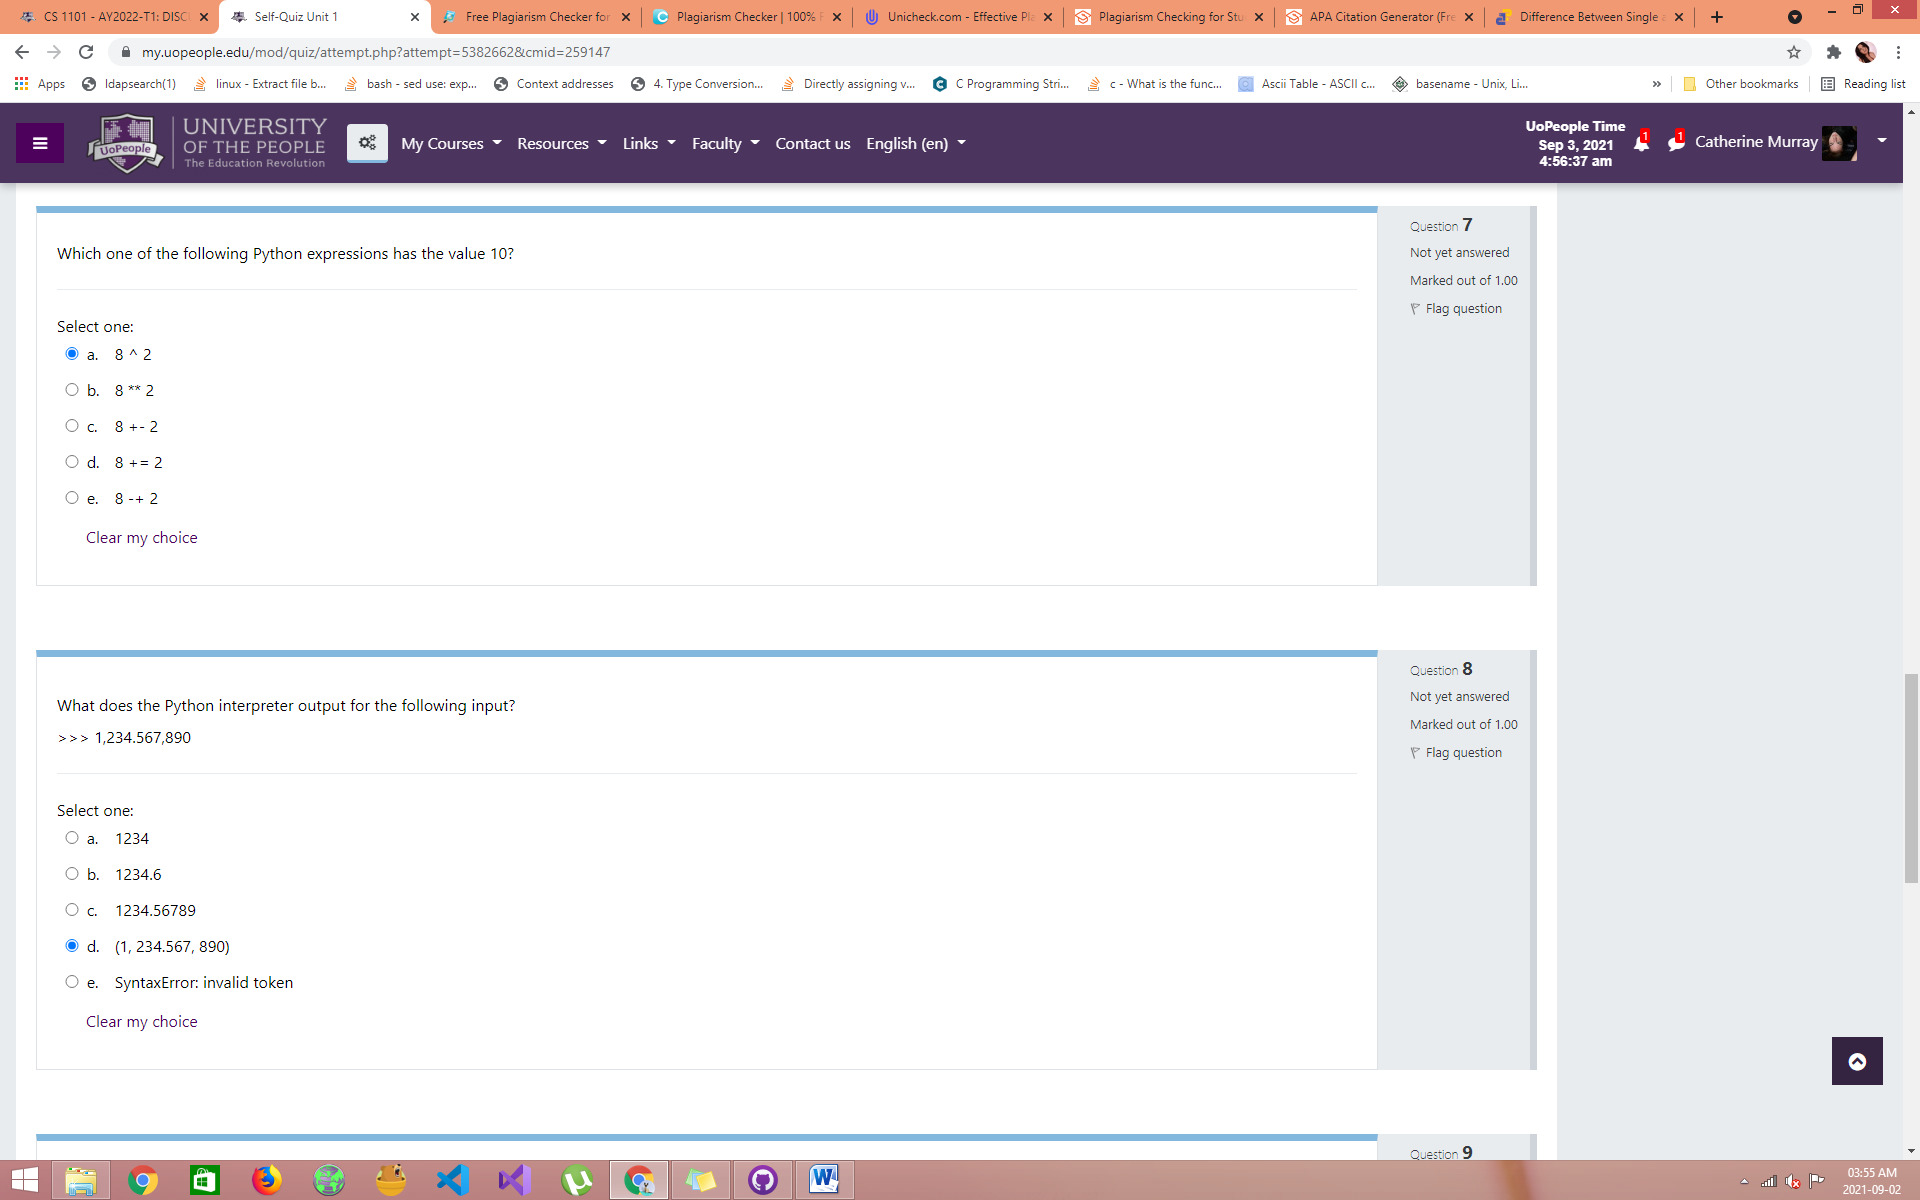 CS 1101 - AY2022-T1: DISC
Self-Quiz Unit 1
Free Plagiarism Checker for
Plagiarism Checker | 100% F
Unicheck.com - Effective Pla
Plagiarism Checking for Stu
APA Citation Generator (Fre
Difference Between Single a
my.uopeople.edu/mod/quiz/attempt.php?attempt=5382662&cmid=259147
Apps
ldapsearch(1)
linux - Extract file b...
bash - sed use: exp...
Context addresses
4. Type Conversion...
Directly assigning v...
C Programming Stri...
c - What is the func...
Ascii Table - ASCII c...
basename - Unix, Li...
»
Other bookmarks
Reading list
UoPeople
UNIVERSITY
OF THE PEOPLE
The Education Revolution
My Courses
Resources
Links
Faculty
Contact us
English (en)
UoPeople Time
Sep 3, 2021
4:56:37 am
1
1
Catherine Murray
Which one of the following Python expressions has the value 10?
Select one:
a. 8 ^ 2
b. 8 ** 2
c. 8 +- 2
d. 8 += 2
e. 8 -+ 2
Clear my choice
Question 7
Not yet answered
Marked out of 1.00
Flag question
What does the Python interpreter output for the following input?
>>> 1,234.567,890
Select one:
a. 1234
b. 1234.6
c. 1234.56789
d. (1, 234.567, 890)
e. SyntaxError: invalid token
Clear my choice
Question 8
Not yet answered
Marked out of 1.00
Flag question
Question 9
03:55 AM
2021-09-02